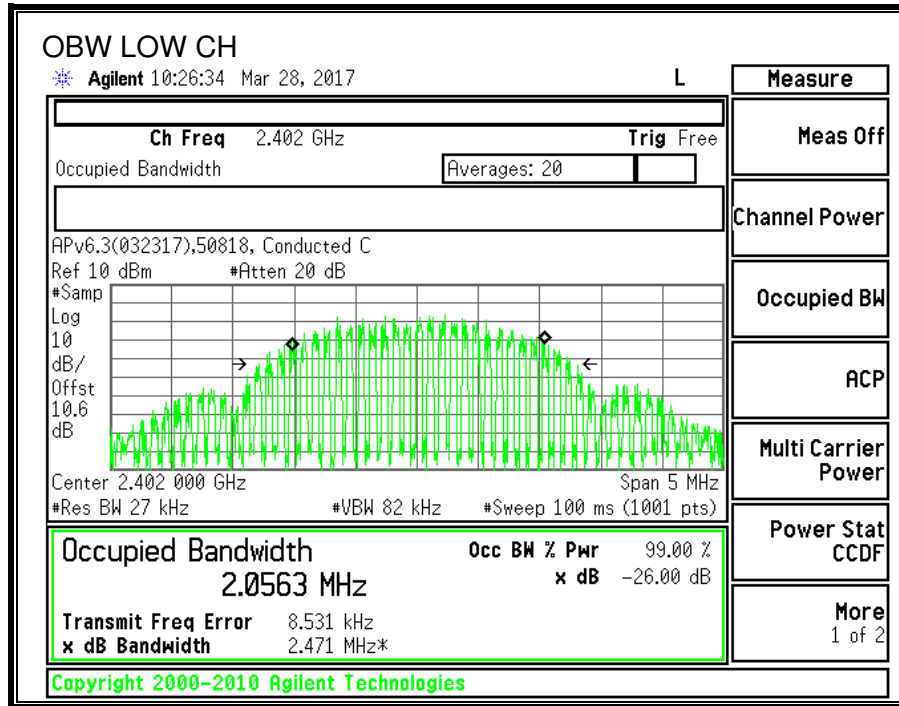 OBW LOW CH
Agilent 10:26:34 Mar 28, 2017 L
Measure
Ch Freq 2.402 GHz Trig Free
Meas Off
Occupied Bandwidth Averages: 20
Channel Power
APv6.3(032317),50818, Conducted C
Ref 10 dBm #Atten 20 dB
#Samp
Log
10
dB/
Offst
10.6
dB
Occupied BW
ACP
Center 2.402 000 GHz Span 5 MHz
#Res BW 27 kHz #VBW 82 kHz #Sweep 100 ms (1001 pts)
Multi Carrier
Power
Occupied Bandwidth Occ BW % Pwr 99.00 %
2.0563 MHz x dB -26.00 dB
Power Stat
CCDF
Transmit Freq Error 8.531 kHz
x dB Bandwidth 2.471 MHz*
More
1 of 2
Copyright 2000-2010 Agilent Technologies